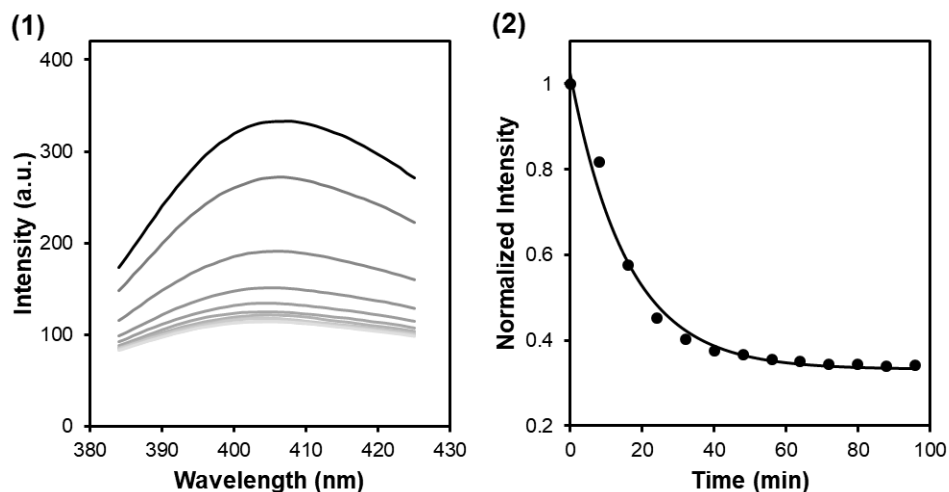 (1)
Intensity (a.u.)
400
300
200
100
0
380 390 400 410 420 430
Wavelength (nm)
(2)
Normalized Intensity
1
0.8
0.6
0.4
0.2
0 20 40 60 80 100
Time (min)